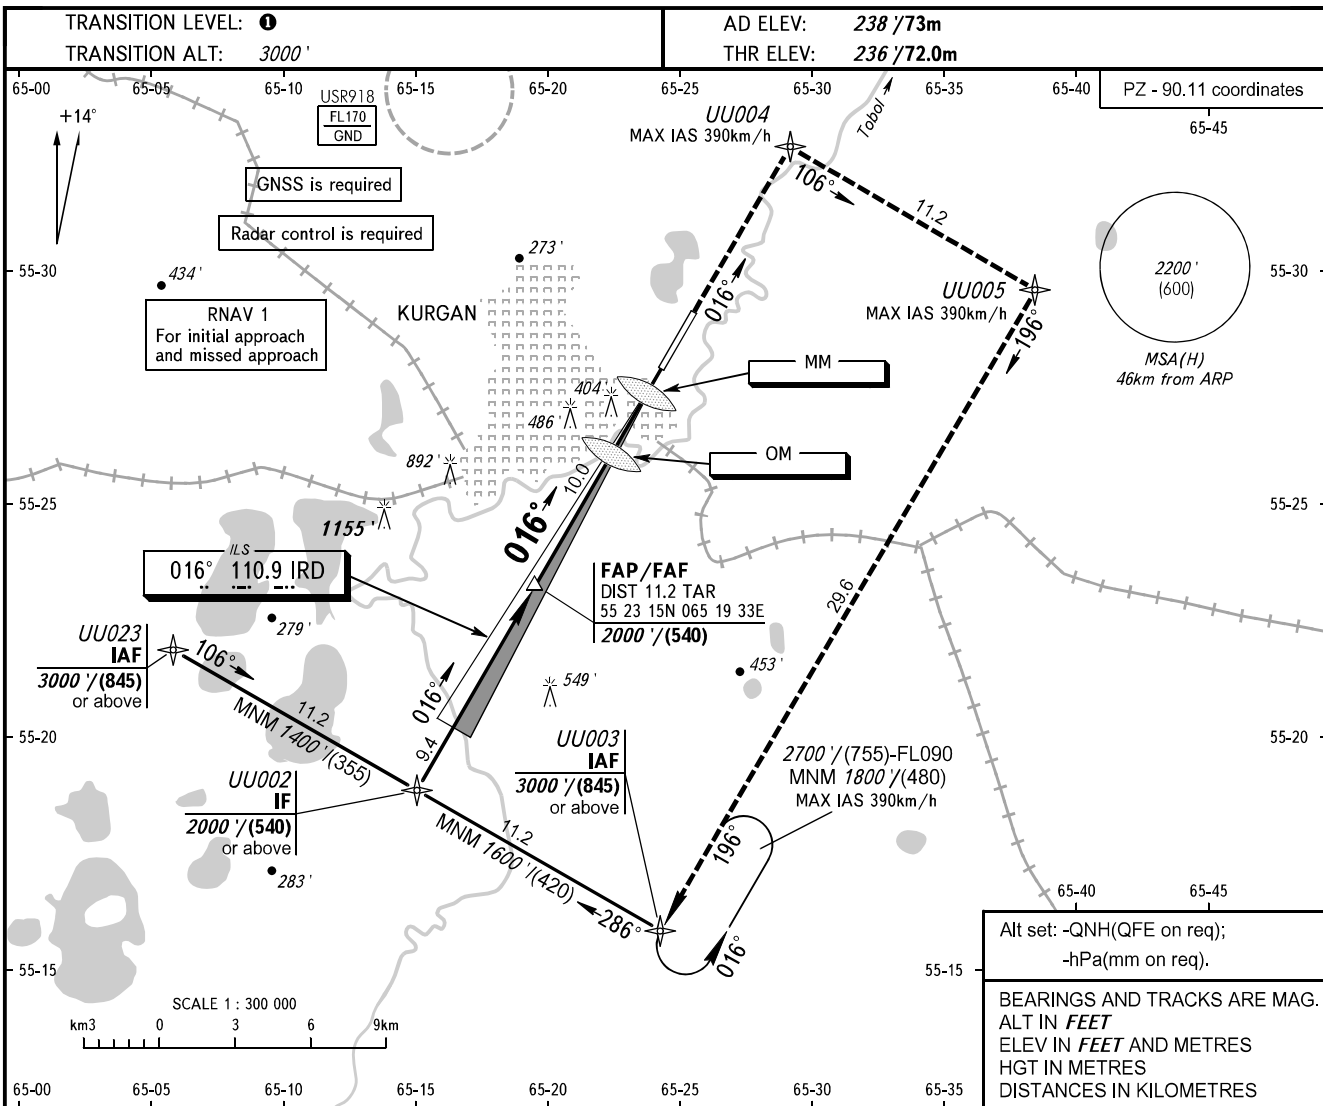 TRANSITION LEVEL: ❶
TRANSITION ALT: 3000 '
AD ELEV: 238 '/73m
THR ELEV: 236 '/72.0m
65-00 65-05 65-10 65-20 65-25 65-30 65-35 65-40
PZ - 90.11 coordinates
65-45
+14°
USR918
FL170
GND
GNSS is required
Radar control is required
UU004
MAX IAS 390km/h
Tobol
106°
11.2
273 '
434 '
55-30
55-30
RNAV 1
For initial approach
and missed approach
KURGAN
016°
UU005
MAX IAS 390km/h
196°
2200 '
(600)
MSA(H)
46km from ARP
MM
404 '
486 '
OM
892 '
10.0
55-25
55-25
1155 '
016°
ILS
016° 110.9 IRD
FAP/FAF
DIST 11.2 TAR
55 23 15N 065 19 33E
2000 '/(540)
29.6
279 '
UU023
IAF
3000 '/(845)
or above
106°
453 '
549 '
016°
11.2
MNM 1400 '/(355)
9.4
55-20
55-20
UU003
IAF
3000 '/(845)
or above
2700 '/(755)-FL090
MNM 1800 '/(480)
MAX IAS 390km/h
UU002
IF
2000 '/(540)
or above
11.2
MNM 1600 '/(420)
196°
283 '
286°
016°
65-40 65-45
55-15
55-15
Alt set: -QNH(QFE on req);
-hPa(mm on req).
SCALE 1 : 300 000
km3 0 3 6 9km
BEARINGS AND TRACKS ARE MAG.
ALT IN FEET
ELEV IN FEET AND METRES
HGT IN METRES
DISTANCES IN KILOMETRES
65-00 65-05 65-10 65-15 65-20 65-25 65-30 65-35